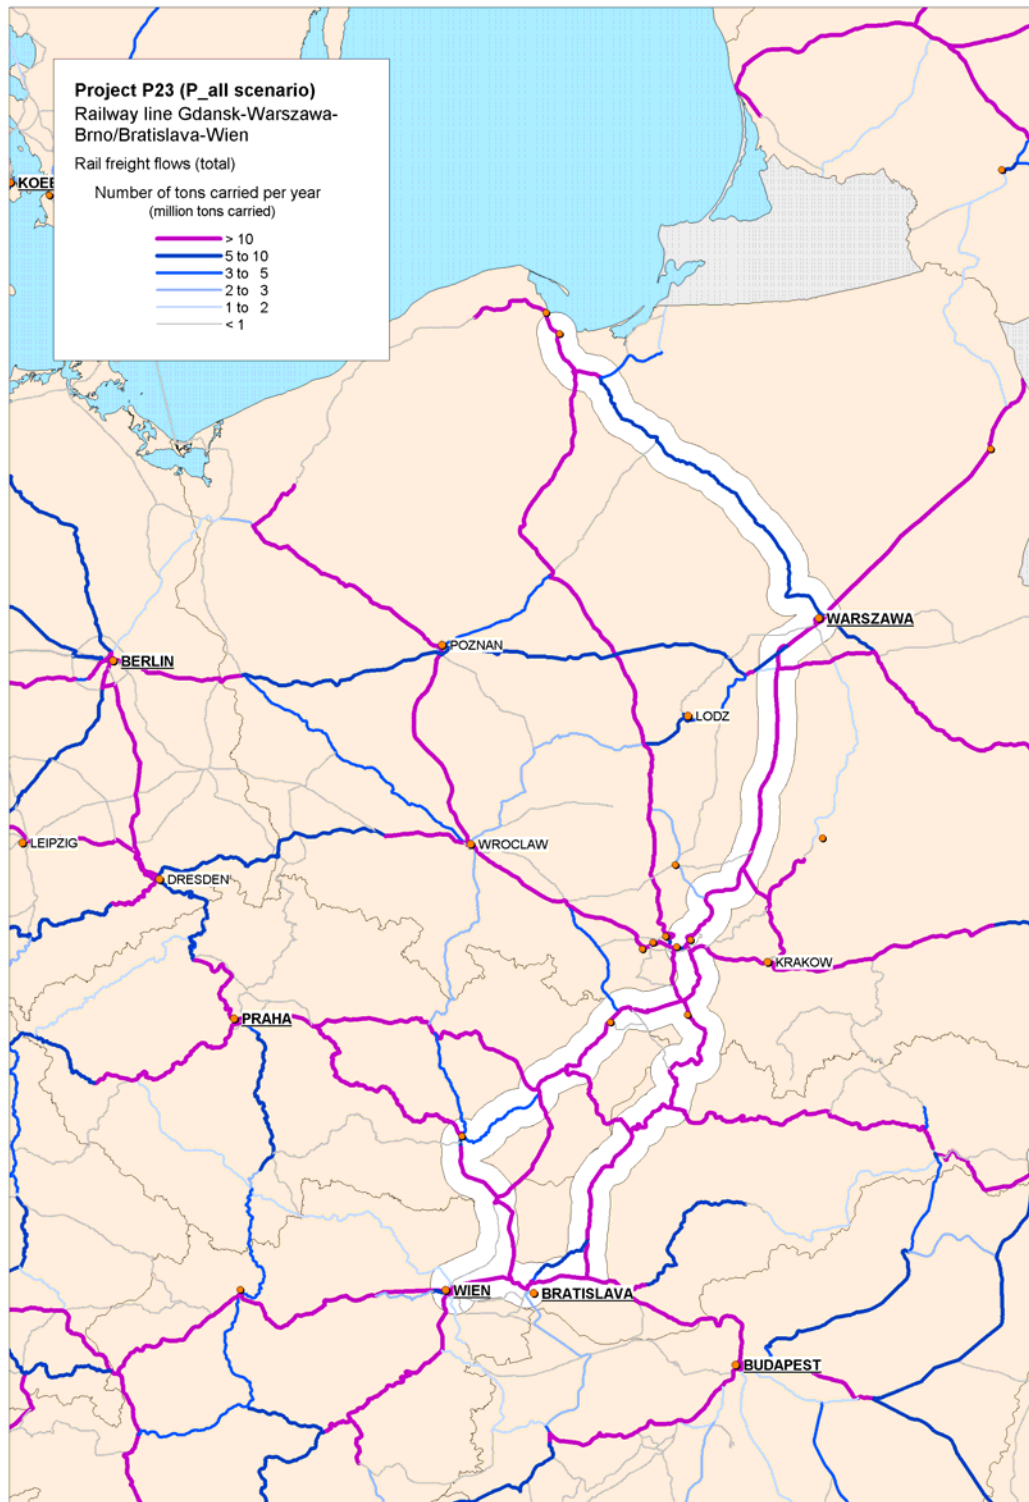 Project P23 (P_all scenario)
Railway line Gdansk-Warszawa-
Brno/Bratislava-Wien
Rail freight flows (total)
Number of tons carried per year
(million tons carried)
> 10
5 to 10
3 to 5
2 to 3
1 to 2
< 1
WARSZAWA
POZNAN
BERLIN
LODZ
LEIPZIG
WROCLAW
DRESDEN
KRAKOW
PRAHA
WIEN
BRATISLAVA
BUDAPEST